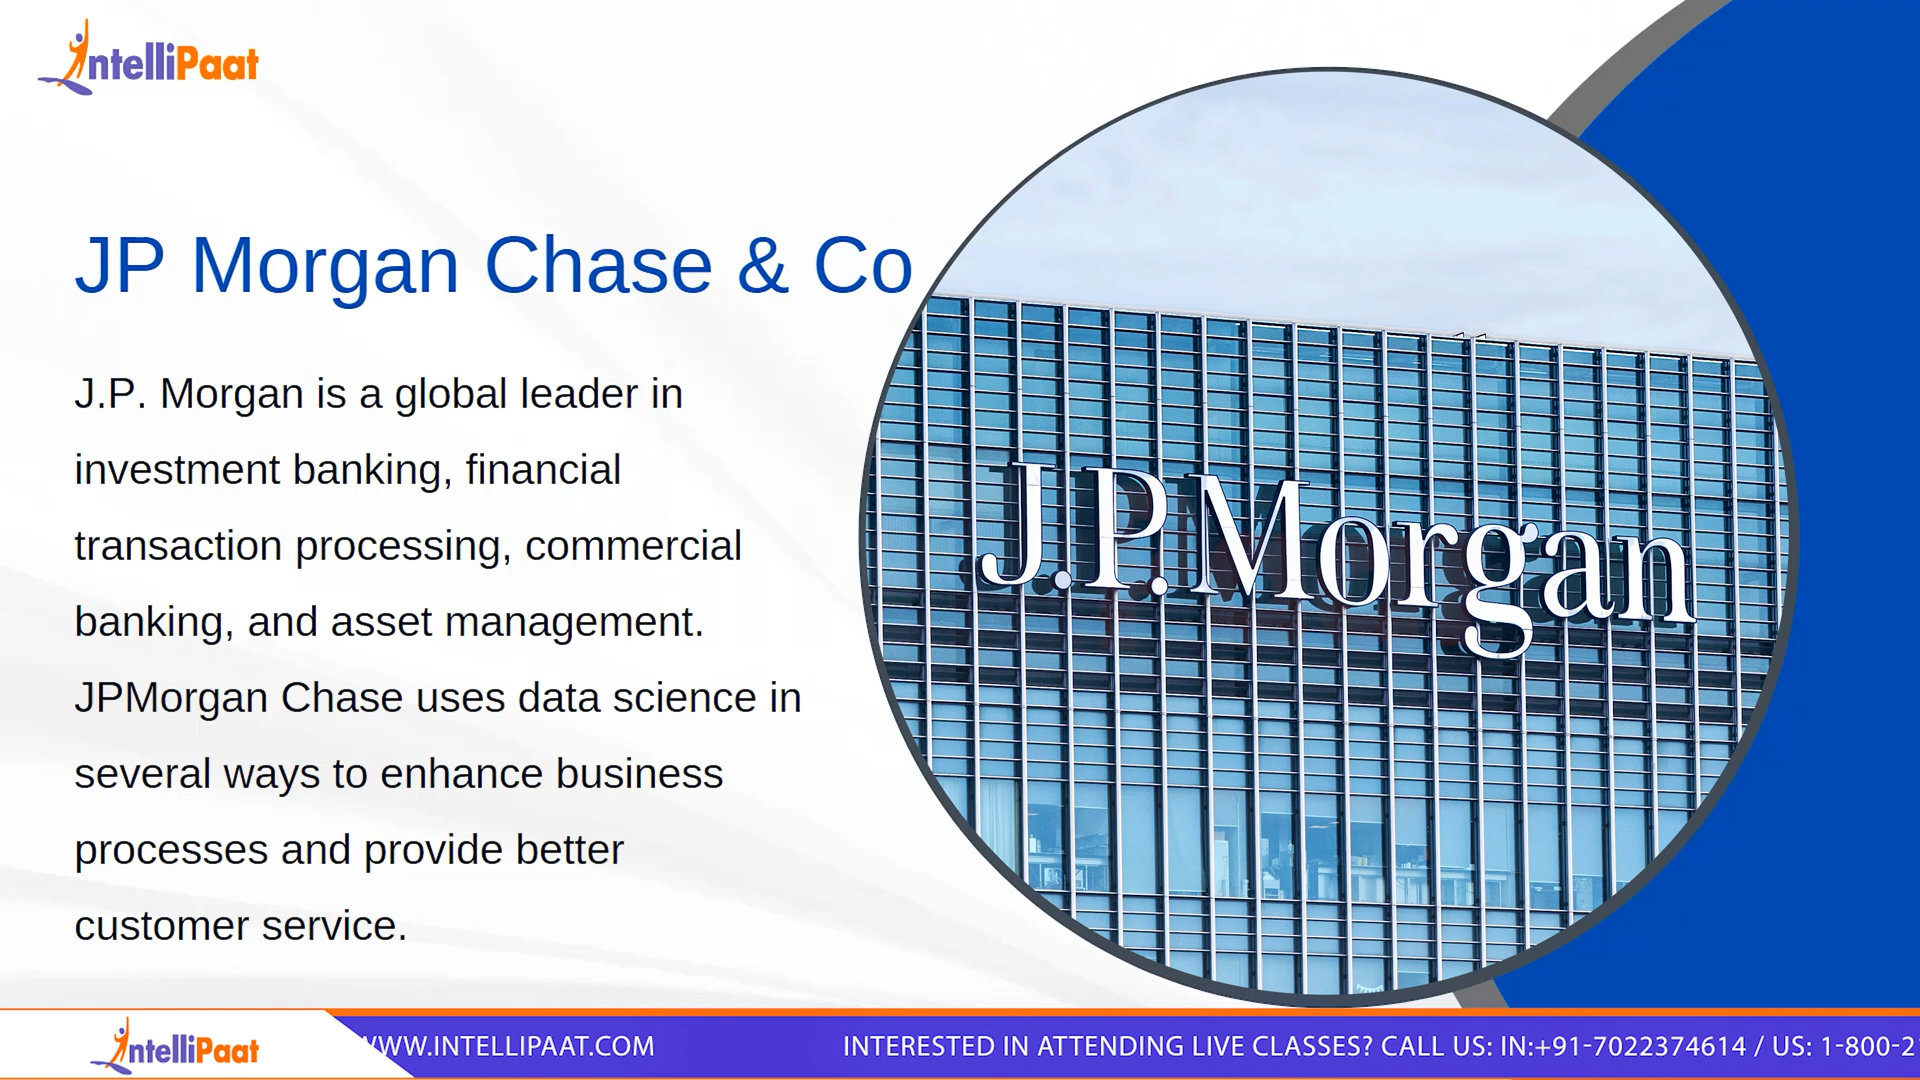 IntelliPaat
JP Morgan Chase & Co
J.P. Morgan is a global leader in
investment banking, financial
transaction processing, commercial
banking, and asset management.
JPMorgan Chase uses data science in
several ways to enhance business
processes and provide better
customer service.
J.P.Morgan
IntelliPaat
WWW.INTELLIPAAT.COM
INTERESTED IN ATTENDING LIVE CLASSES? CALL US: IN:+91-7022374614 / US: 1-800-2